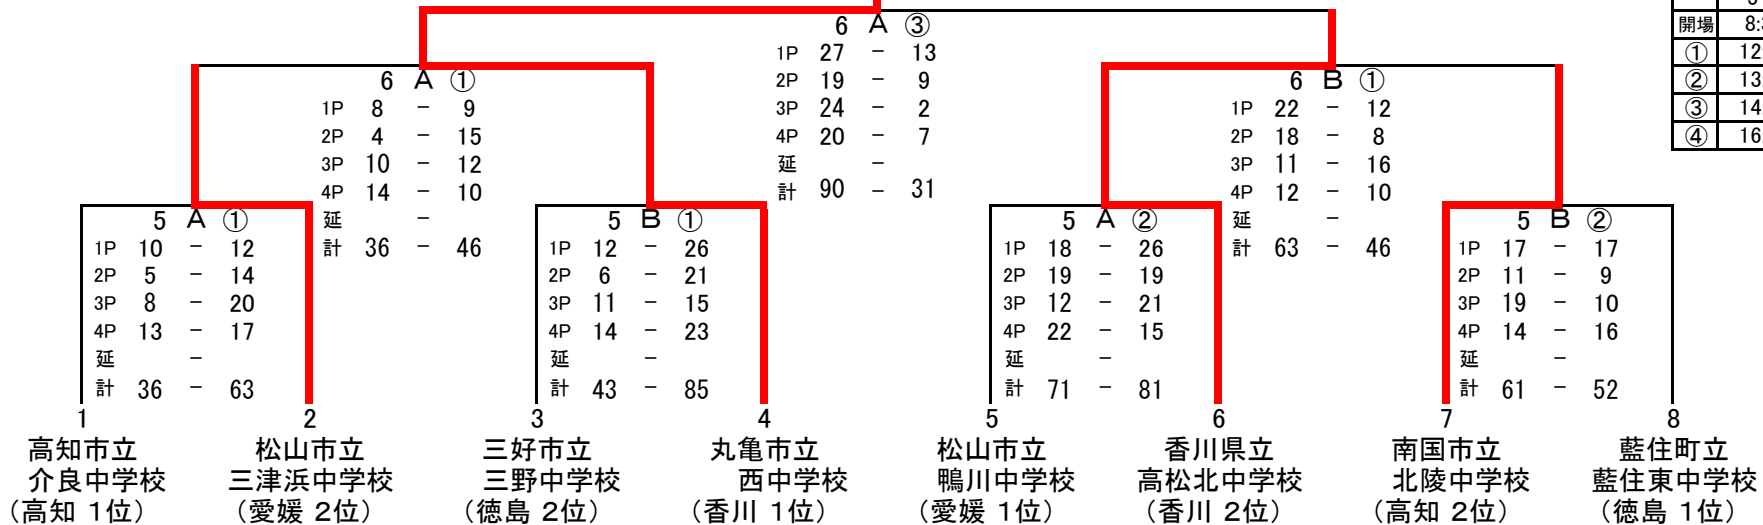 6 A ③
1P 27 - 13
2P 19 - 9
3P 24 - 2
4P 20 - 7
延 -
計 90 - 31
開場
①
②
③
④
6 A ①
1P 8 - 9
2P 4 - 15
3P 10 - 12
4P 14 - 10
延 -
計 36 - 46
6 B ①
1P 22 - 12
2P 18 - 8
3P 11 - 16
4P 12 - 10
延 -
計 63 - 46
5 A ①
1P 10 - 12
2P 5 - 14
3P 8 - 20
4P 13 - 17
延 -
計 36 - 63
5 B ①
1P 12 - 26
2P 6 - 21
3P 11 - 15
4P 14 - 23
延 -
計 43 - 85
5 A ②
1P 18 - 26
2P 19 - 19
3P 12 - 21
4P 22 - 15
延 -
計 71 - 81
5 B ②
1P 17 - 17
2P 11 - 9
3P 19 - 10
4P 14 - 16
延 -
計 61 - 52
1
高知市立
介良中学校
(高知 1位)
2
松山市立
三津浜中学校
(愛媛 2位)
3
三好市立
三野中学校
(徳島 2位)
4
丸亀市立
西中学校
(香川 1位)
5
松山市立
鴨川中学校
(愛媛 1位)
6
香川県立
高松北中学校
(香川 2位)
7
南国市立
北陵中学校
(高知 2位)
8
藍住町立
藍住東中学校
(徳島 1位)